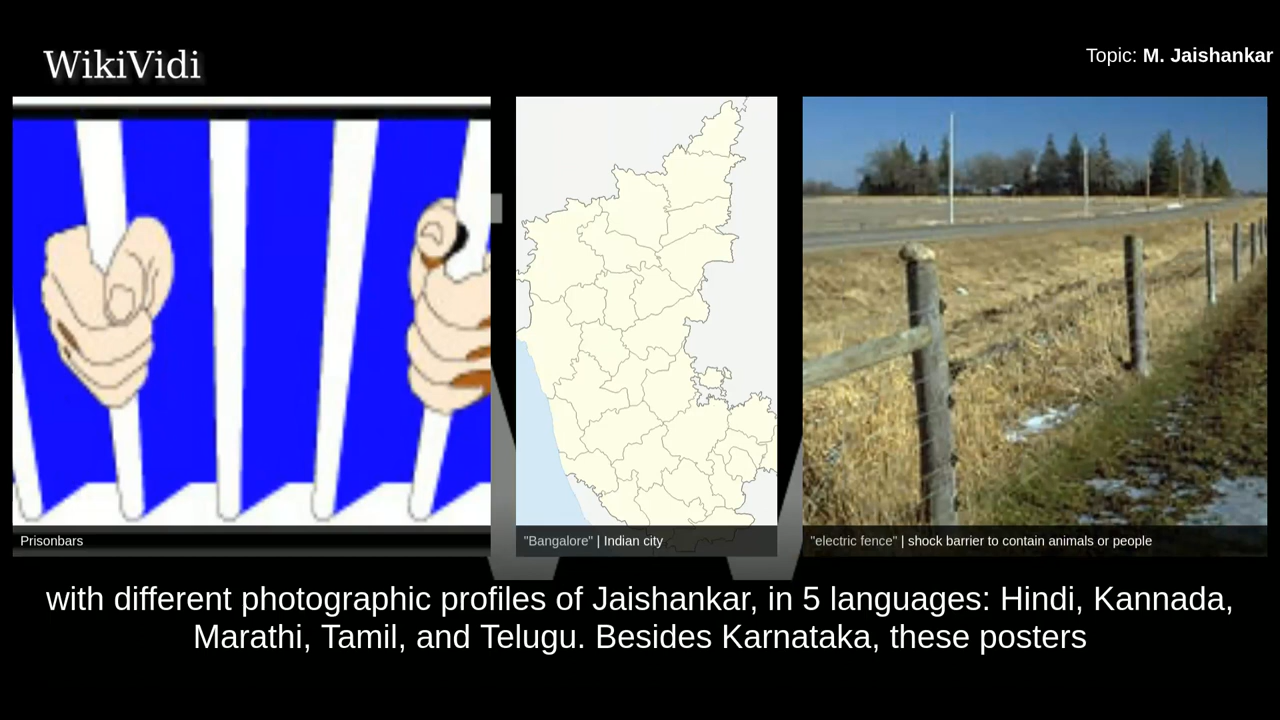 WikiVidi
Topic: M. Jaishankar
Prisonbars
"Bangalore" | Indian city
"electric fence" | shock barrier to contain animals or people
with different photographic profiles of Jaishankar, in 5 languages: Hindi, Kannada,
Marathi, Tamil, and Telugu. Besides Karnataka, these posters